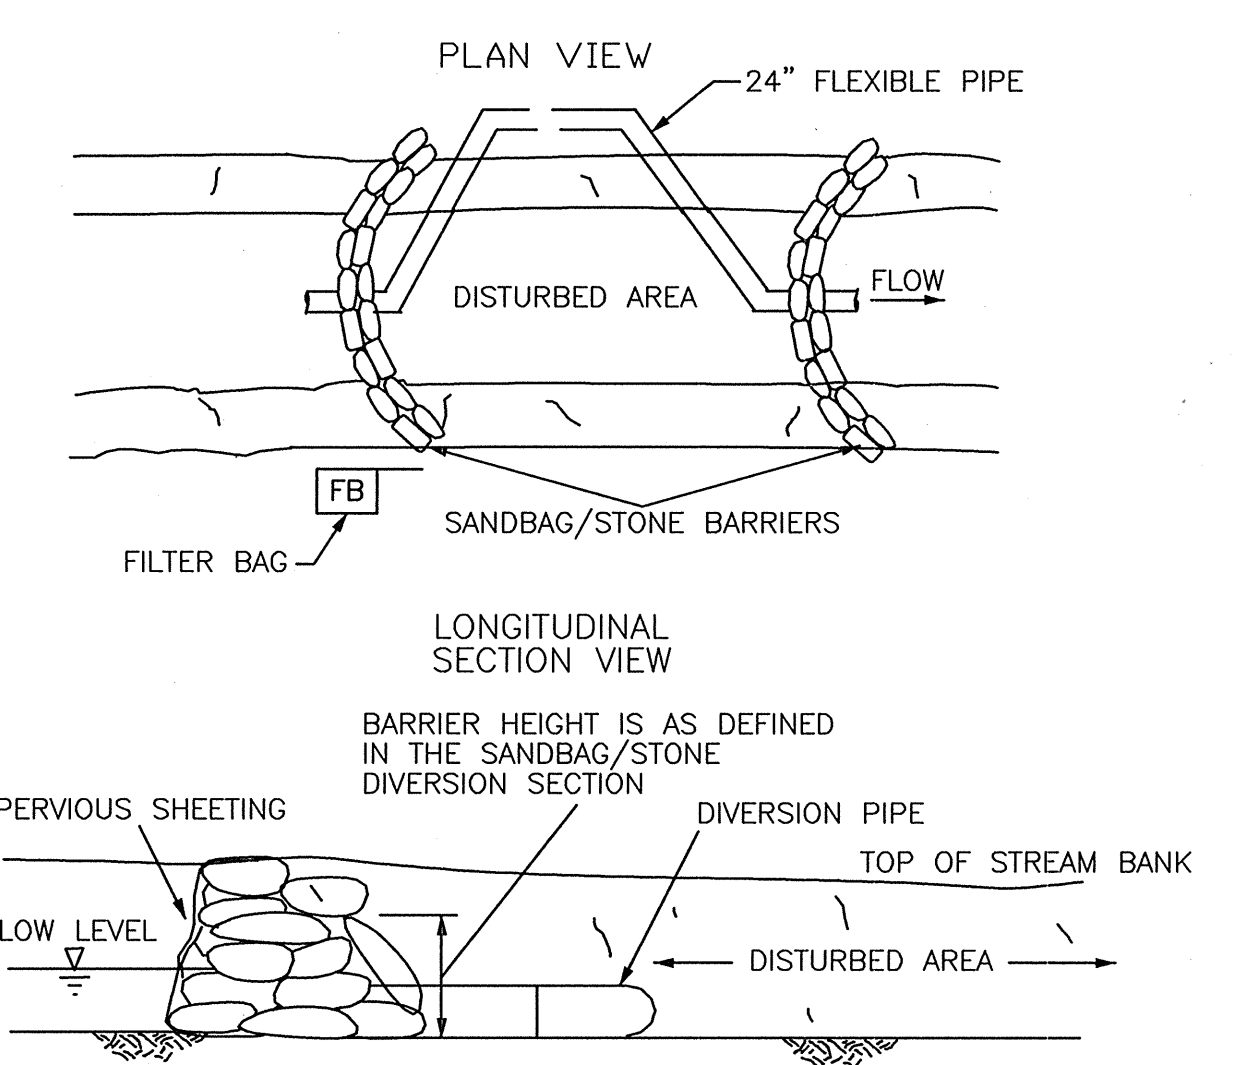 PLAN VIEW
24” FLEXIBLE PIPE
FLOW
DISTURBED AREA
FB
SANDBAG/STONE BARRIERS
FILTER BAG
LONGITUDINAL
SECTION VIEW
BARRIER HEIGHT IS AS DEFINED
IN THE SANDBAG/STONE
DIVERSION SECTION
PERVIOUS SHEETING
DIVERSION PIPE
TOP OF STREAM BANK
LOW LEVEL
DISTURBED AREA